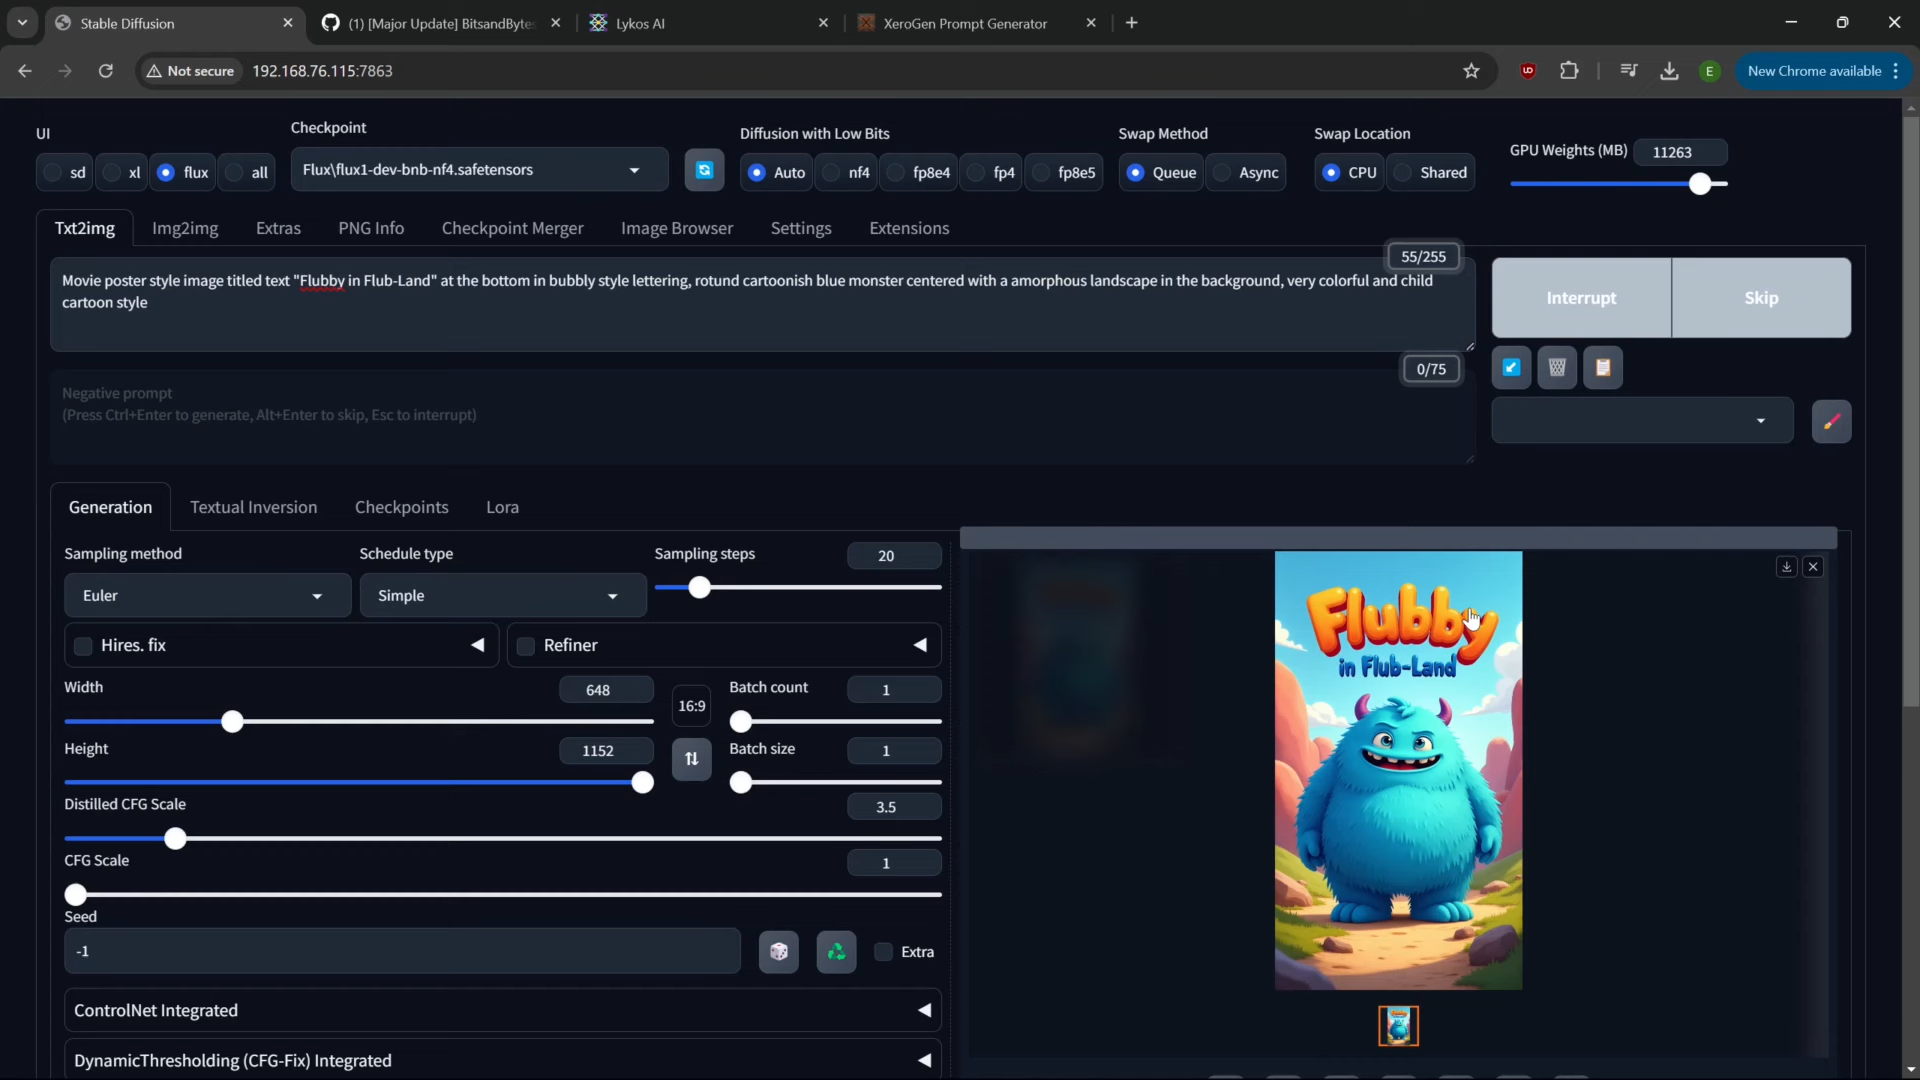 Stable Diffusion
(1) [Major Update] BitsandBytes
Lykos AI
XeroGen Prompt Generator
Not secure
192.168.76.115:7863
E
New Chrome available
UI
sd
xl
flux
all
Checkpoint
Flux\flux1-dev-bnb-nf4.safetensors
Diffusion with Low Bits
Auto
nf4
fp8e4
fp4
fp8e5
Swap Method
Queue
Async
Swap Location
CPU
Shared
GPU Weights (MB)
11263
Txt2img
Img2img
Extras
PNG Info
Checkpoint Merger
Image Browser
Settings
Extensions
55/255
Movie poster style image titled text "Flubby in Flub-Land" at the bottom in bubbly style lettering, rotund cartoonish blue monster centered with a amorphous landscape in the background, very colorful and child
cartoon style
Interrupt
Skip
0/75
Negative prompt
(Press Ctrl+Enter to generate, Alt+Enter to skip, Esc to interrupt)
Generation
Textual Inversion
Checkpoints
Lora
Sampling method
Euler
Schedule type
Simple
Sampling steps
20
Hires. fix
Refiner
Width
648
16:9
Batch count
1
Height
1152
Batch size
1
Distilled CFG Scale
3.5
CFG Scale
1
Seed
-1
Extra
ControlNet Integrated
DynamicThresholding (CFG-Fix) Integrated
Flubby
in Flub-Land